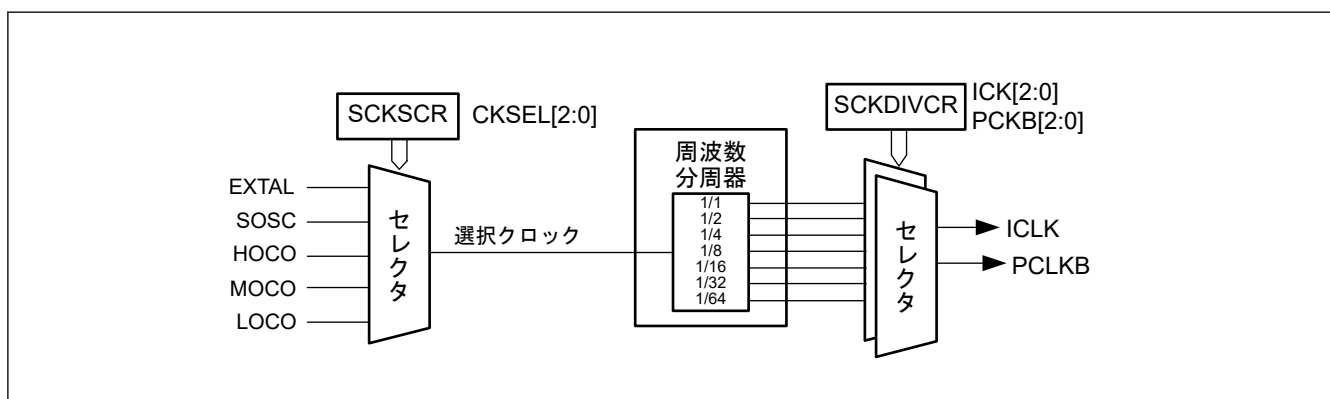 SCKSCR
CKSEL[2:0]
SCKDIVCR
ICK[2:0]
PCKB[2:0]
EXTAL
SOSC
HOCO
MOCO
LOCO
セレクタ
選択クロック
周波数
分周器
1/1
1/2
1/4
1/8
1/16
1/32
1/64
セレクタ
ICLK
PCLKB